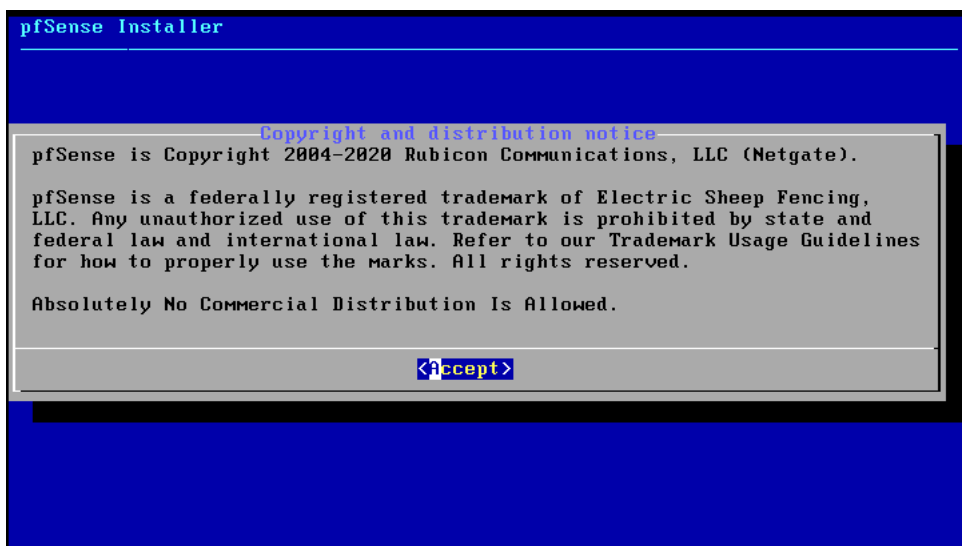 pfSense Installer
Copyright and distribution notice
pfSense is Copyright 2004-2020 Rubicon Communications, LLC (Netgate).
pfSense is a federally registered trademark of Electric Sheep Fencing,
LLC. Any unauthorized use of this trademark is prohibited by state and
federal law and international law. Refer to our Trademark Usage Guidelines
for how to properly use the marks. All rights reserved.
Absolutely No Commercial Distribution Is Allowed.
<Accept>